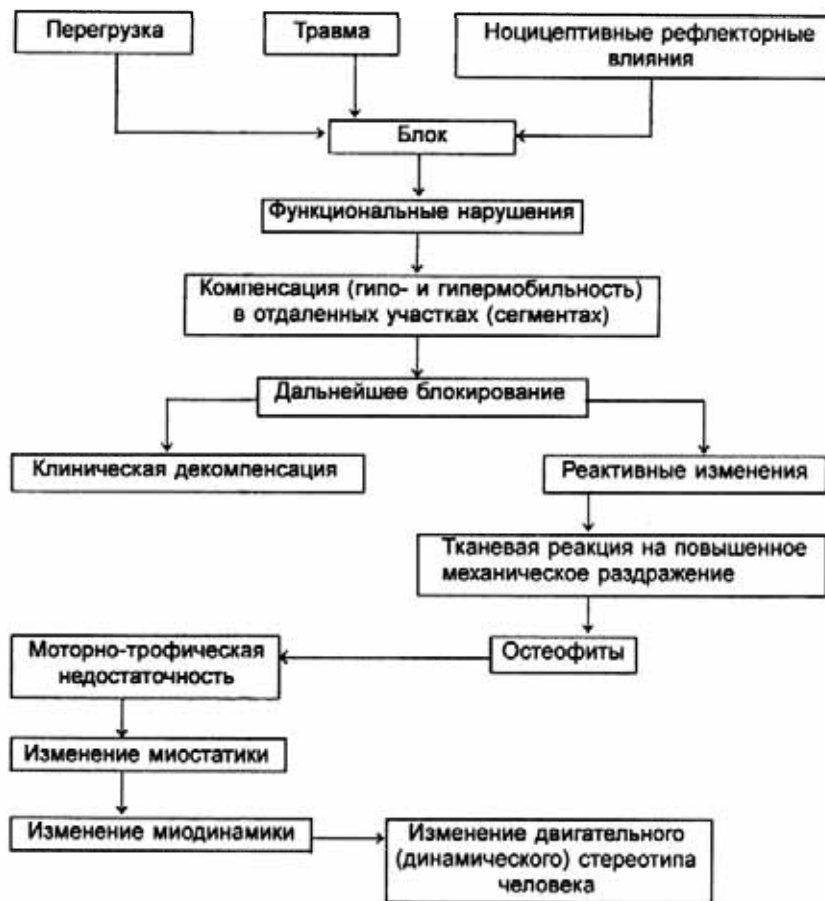 Перегрузка
Травма
Ноцицептивные рефлекторные
влияния
Блок
Функциональные нарушения
Компенсация (гипо- и гипермобильность)
в отдаленных участках (сегментах)
Дальнейшее блокирование
Клиническая декомпенсация
Реактивные изменения
Тканевая реакция на повышенное
механическое раздражение
Остеофиты
Моторно-трофическая
недостаточность
Изменение миостатики
Изменение миодинамики
Изменение двигательного
(динамического) стереотипа
человека